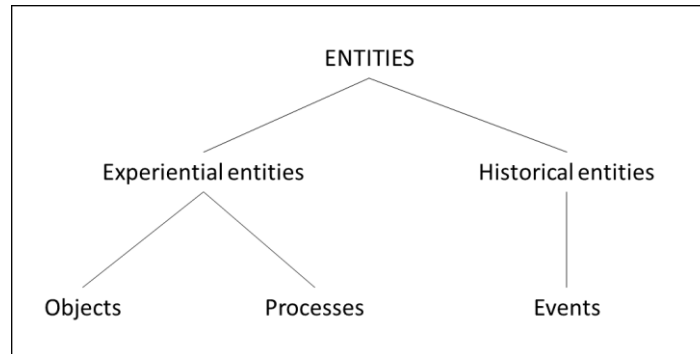 ENTITIES
Experiential entities Historical entities
Objects Processes Events